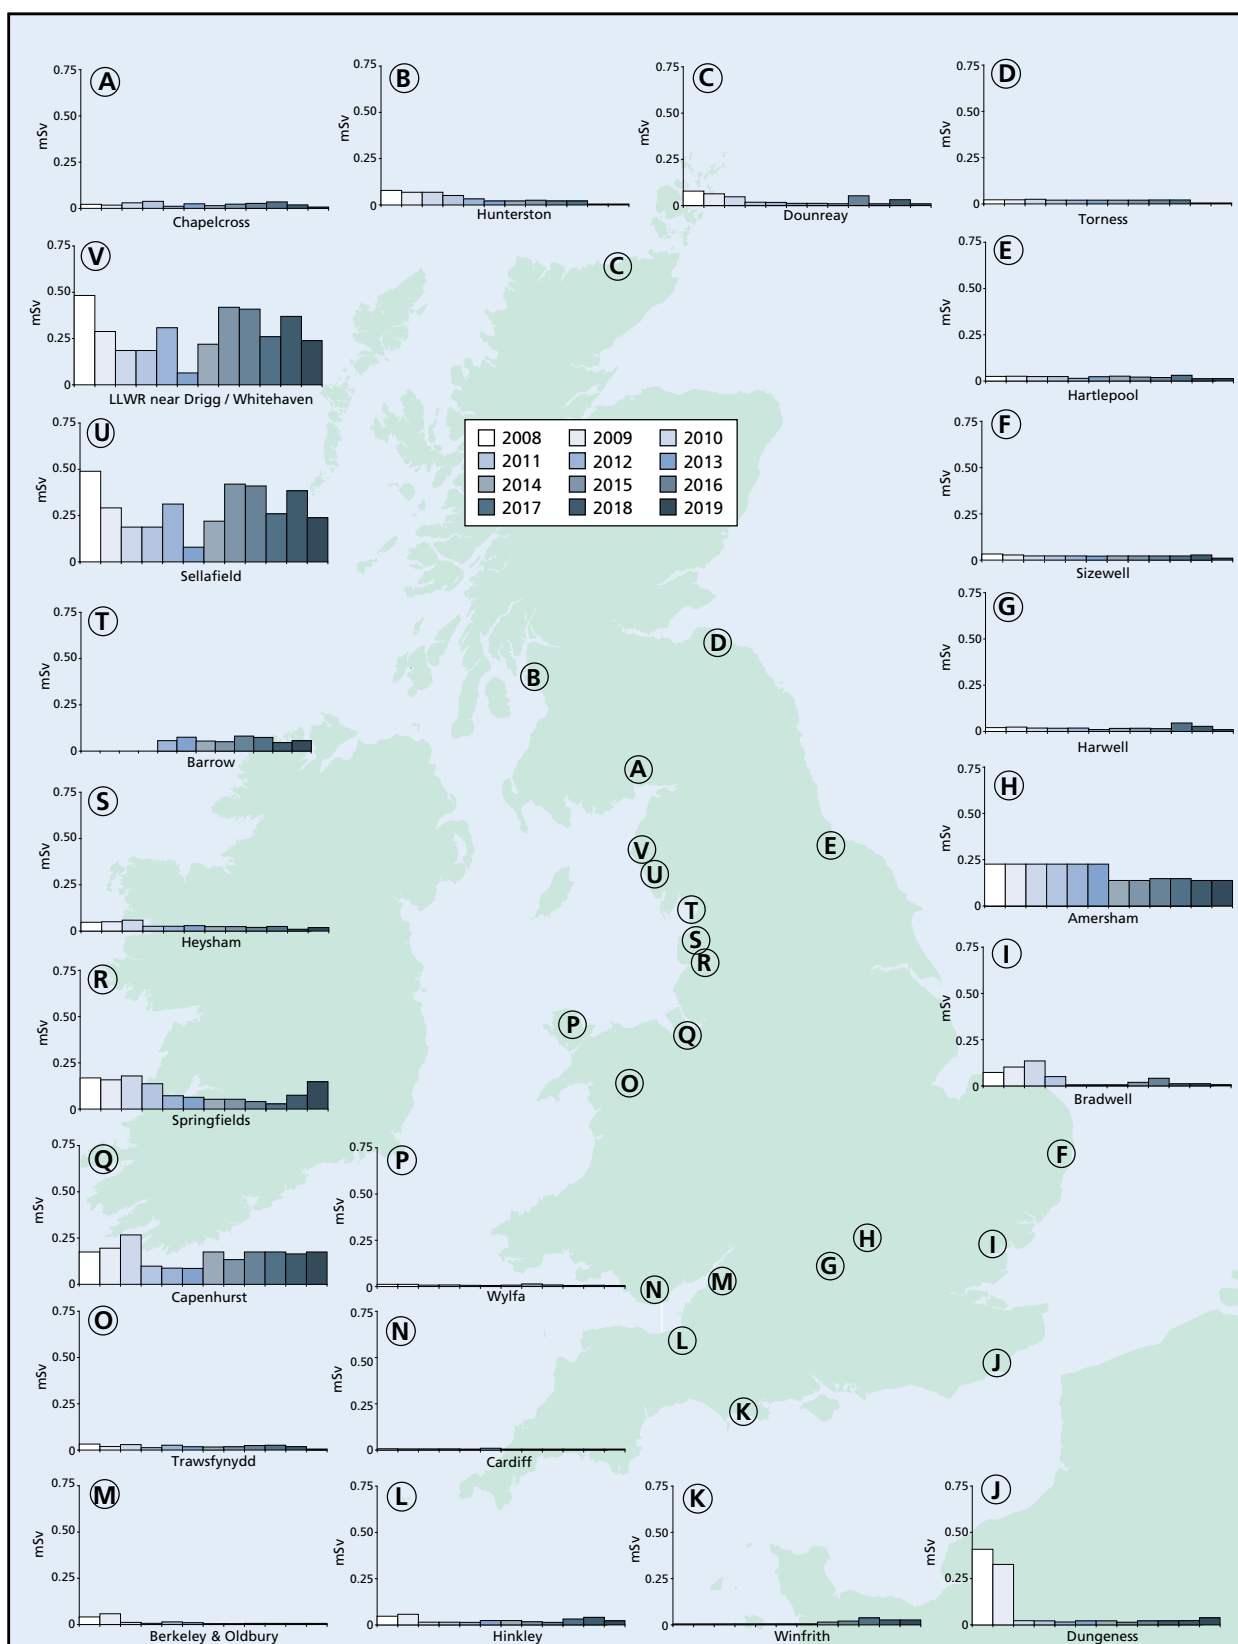 A
0.75
0.50
0.25
0
mSv
Chapelcross
B
0.75
0.50
0.25
0
mSv
Hunterston
C
0.75
0.50
0.25
0
mSv
Dounreay
D
0.75
0.50
0.25
0
mSv
Torness
V
0.75
0.50
0.25
0
mSv
LLWR near Drigg / Whitehaven
C
E
0.75
0.50
0.25
0
mSv
Hartlepool
U
0.75
0.50
0.25
0
mSv
Sellafield
2008 2009 2010
2011 2012 2013
2014 2015 2016
2017 2018 2019
F
0.75
0.50
0.25
0
mSv
Sizewell
T
0.75
0.50
0.25
0
mSv
Barrow
D
B
G
0.75
0.50
0.25
0
mSv
Harwell
S
0.75
0.50
0.25
0
mSv
Heysham
A
V
U
E
T
S
R
H
0.75
0.50
0.25
0
mSv
Amersham
R
0.75
0.50
0.25
0
mSv
Springfields
P
Q
O
I
0.75
0.50
0.25
0
mSv
Bradwell
Q
0.75
0.50
0.25
0
mSv
Capenhurst
P
0.75
0.50
0.25
0
mSv
Wylfa
F
H
I
G
M
N
L
J
K
O
0.75
0.50
0.25
0
mSv
Trawsfynydd
N
0.75
0.50
0.25
0
mSv
Cardiff
M
0.75
0.50
0.25
0
mSv
Berkeley & Oldbury
L
0.75
0.50
0.25
0
mSv
Hinkley
K
0.75
0.50
0.25
0
mSv
Winfrith
J
0.75
0.50
0.25
0
mSv
Dungeness